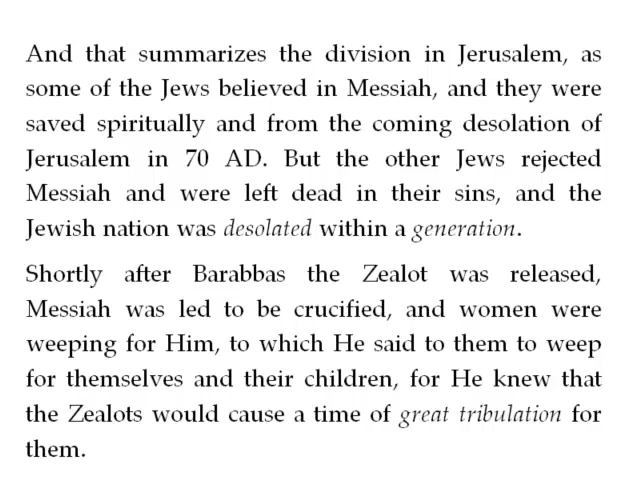 And that summarizes the division in Jerusalem, as
some of the Jews believed in Messiah, and they were
saved spiritually and from the coming desolation of
Jerusalem in 70 AD. But the other Jews rejected
Messiah and were left dead in their sins, and the
Jewish nation was desolated within a generation.
Shortly after Barabbas the Zealot was released,
Messiah was led to be crucified, and women were
weeping for Him, to which He said to them to weep
for themselves and their children, for He knew that
the Zealots would cause a time of great tribulation for
them.